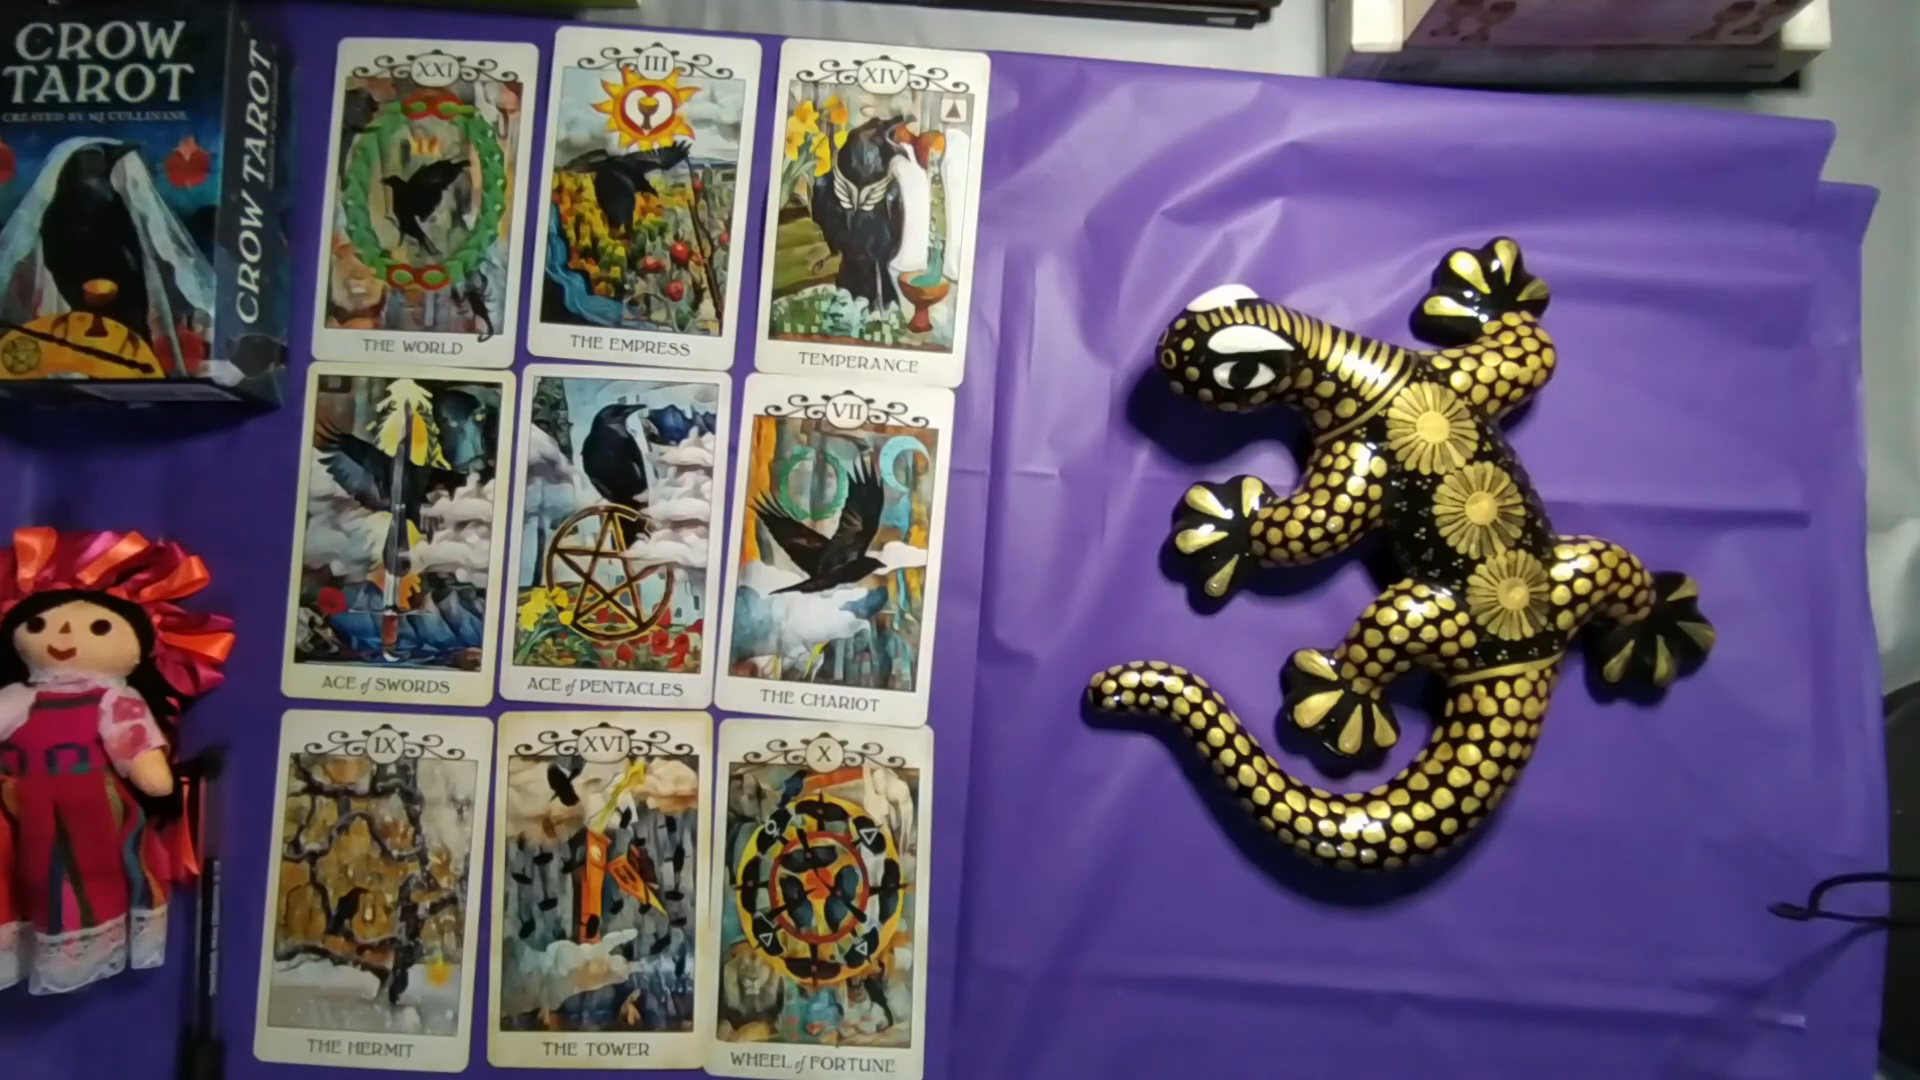 CROW
TAROT
CREATED BY MJ CULLINANE
CROW TAROT
XXI
THE WORLD
III
THE EMPRESS
XIV
TEMPERANCE
ACE of SWORDS
ACE of PENTACLES
VII
THE CHARIOT
IX
THE HERMIT
XVI
THE TOWER
X
WHEEL of FORTUNE